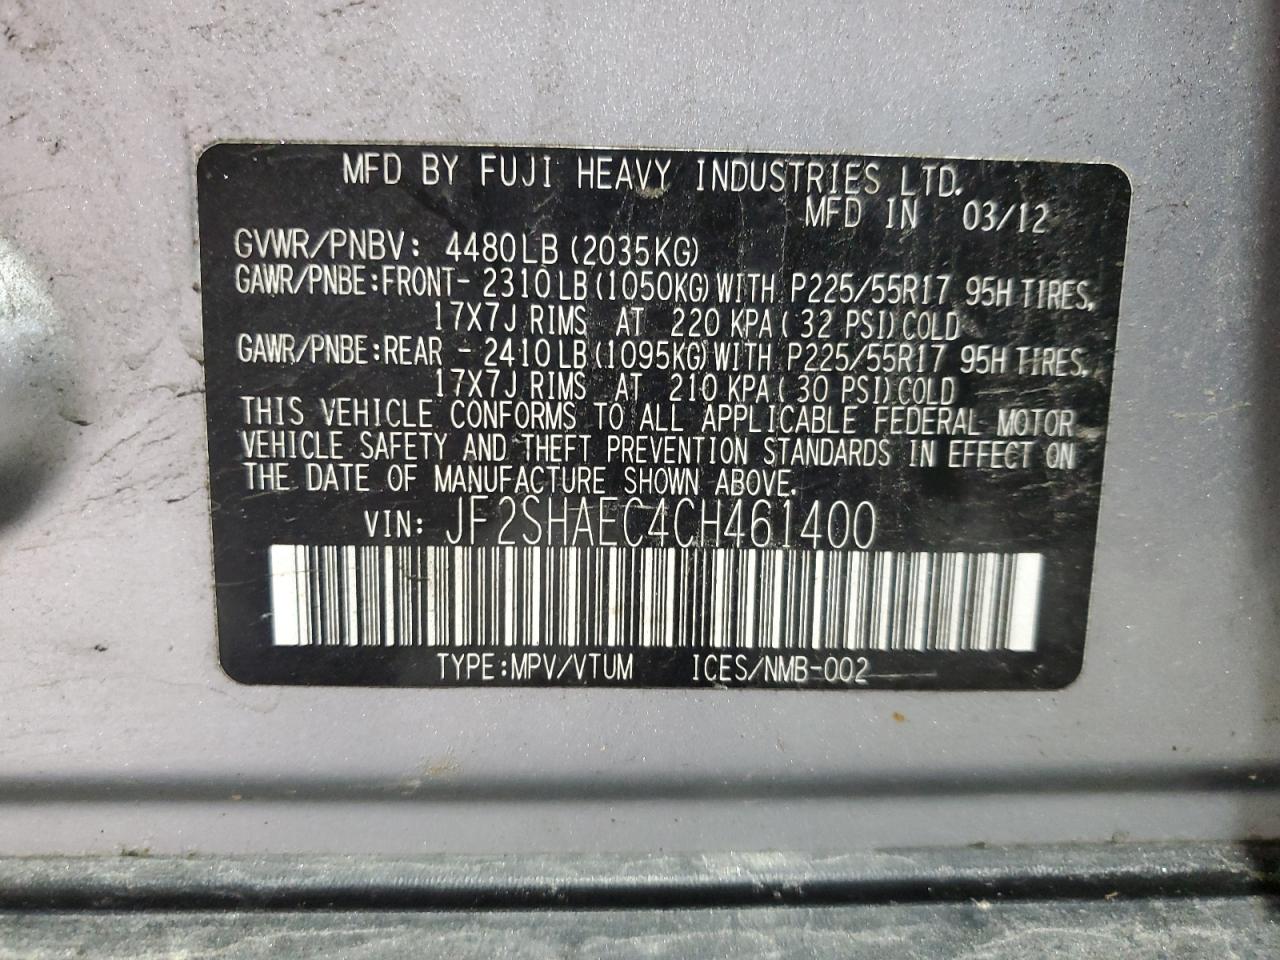 MFD BY FUJI HEAVY INDUSTRIES LTD.
MFD IN 03/12
GVWR/PNBV: 4480LB (2035KG)
GAWR/PNBE:FRONT- 2310LB(1050KG)WITH P225/55R17 95H TIRES,
17X7J RIMS AT 220 KPA( 32 PSI)COLD
GAWR/PNBE:REAR - 2410LB(1095KG)WITH P225/55R17 95H TIRES,
17X7J RIMS AT 210 KPA( 30 PSI)COLD
THIS VEHICLE CONFORMS TO ALL APPLICABLE FEDERAL MOTOR
VEHICLE SAFETY AND THEFT PREVENTION STANDARDS IN EFFECT ON
THE DATE OF MANUFACTURE SHOWN ABOVE.
VIN: JF2SHAEC4CH461400
TYPE:MPV/VTUM ICES/NMB-002